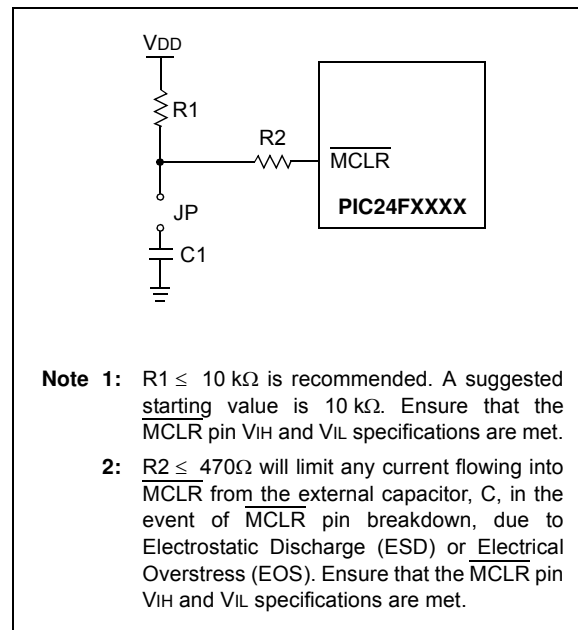 VDD
R1
R2
MCLR
JP
PIC24FXXXX
C1
Note 1: R1 ≤ 10 kΩ is recommended. A suggested
starting value is 10 kΩ. Ensure that the
MCLR pin VIH and VIL specifications are met.
2: R2 ≤ 470Ω will limit any current flowing into
MCLR from the external capacitor, C, in the
event of MCLR pin breakdown, due to
Electrostatic Discharge (ESD) or Electrical
Overstress (EOS). Ensure that the MCLR pin
VIH and VIL specifications are met.